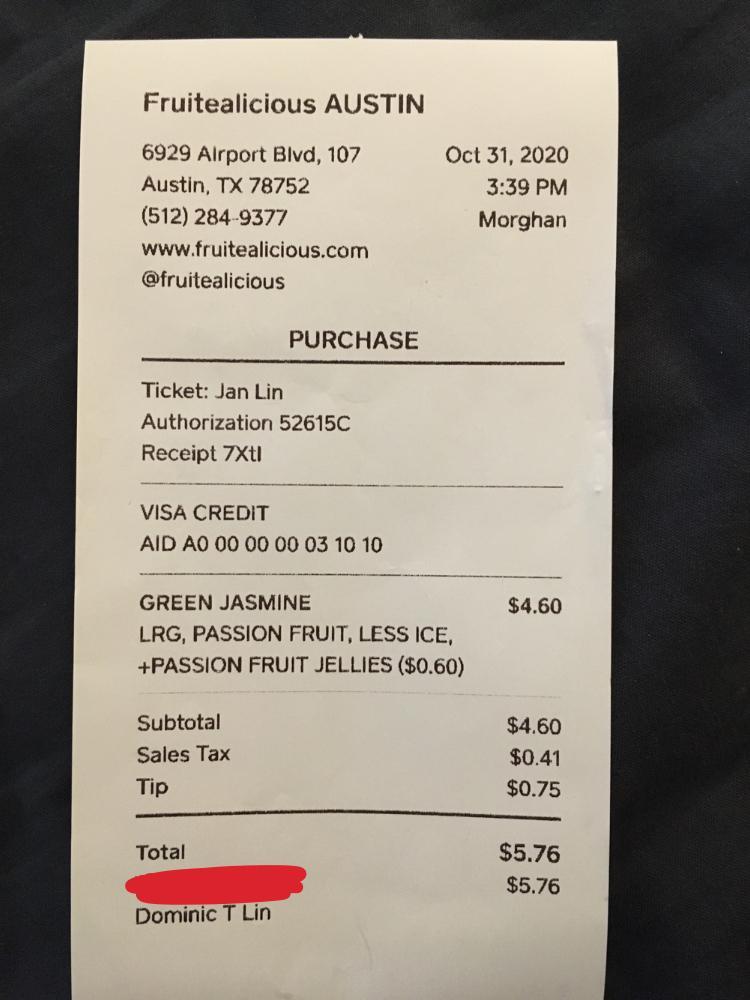 Fruitealicious AUSTIN
6929 Airport Blvd, 107 Oct 31, 2020
Austin, TX 78752 3:39 PM
(512) 284-9377 Morghan
www.fruitealicious.com
@fruitealicious
PURCHASE
Ticket: Jan Lin
Authorization 52615C
Receipt 7XtI
VISA CREDIT
AID A0 00 00 00 03 10 10
GREEN JASMINE $4.60
LRG, PASSION FRUIT, LESS ICE,
+PASSION FRUIT JELLIES ($0.60)
Subtotal $4.60
Sales Tax $0.41
Tip $0.75
Total $5.76
$5.76
Dominic T Lin